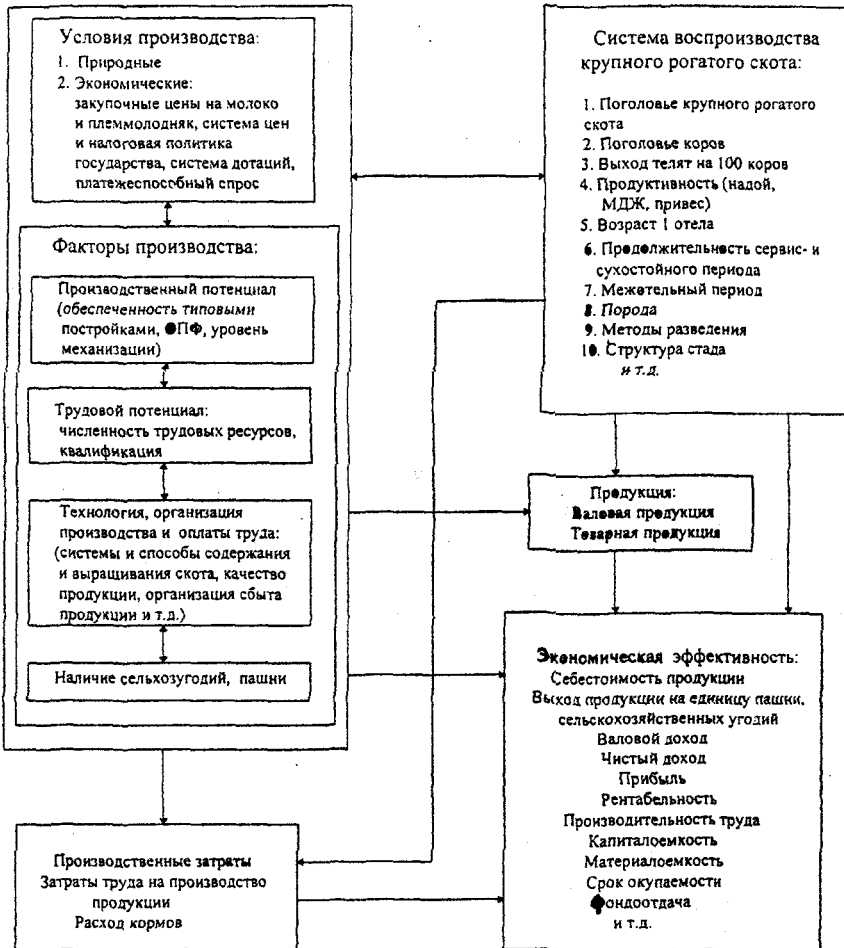 Условия производства:
1. Природные
2. Экономические:
закупочные цены на молоко
и племмолодняк, система цен
и налоговая политика
государства, система дотаций,
платежеспособный спрос
Факторы производства:
Производственный потенциал
(обеспеченность типовыми
постройками, ОПФ, уровень
механизации)
Трудовой потенциал:
численность трудовых ресурсов,
квалификация
Технология, организация
производства и оплаты труда:
(системы и способы содержания
и выращивания скота, качество
продукции, организация сбыта
продукции и т.д.)
Наличие сельхозугодий, пашни
Производственные затраты
Затраты труда на производство
продукции
Расход кормов
Система воспроизводства
крупного рогатого скота:
1. Поголовье крупного рогатого
скота
2. Поголовье коров
3. Выход телят на 100 коров
4. Продуктивность (надой,
МДЖ, привес)
5. Возраст 1 отела
6. Продолжительность сервис- и
сухостойного периода
7. Межотельный период
8. Порода
9. Методы разведения
10. Структура стада
и т.д.
Продукция:
Валовая продукция
Товарная продукция
Экономическая эффективность:
Себестоимость продукции
Выход продукции на единицу пашни,
сельскохозяйственных угодий
Валовой доход
Чистый доход
Прибыль
Рентабельность
Производительность труда
Капиталоемкость
Материалоемкость
Срок окупаемости
Фондоотдача
и т.д.